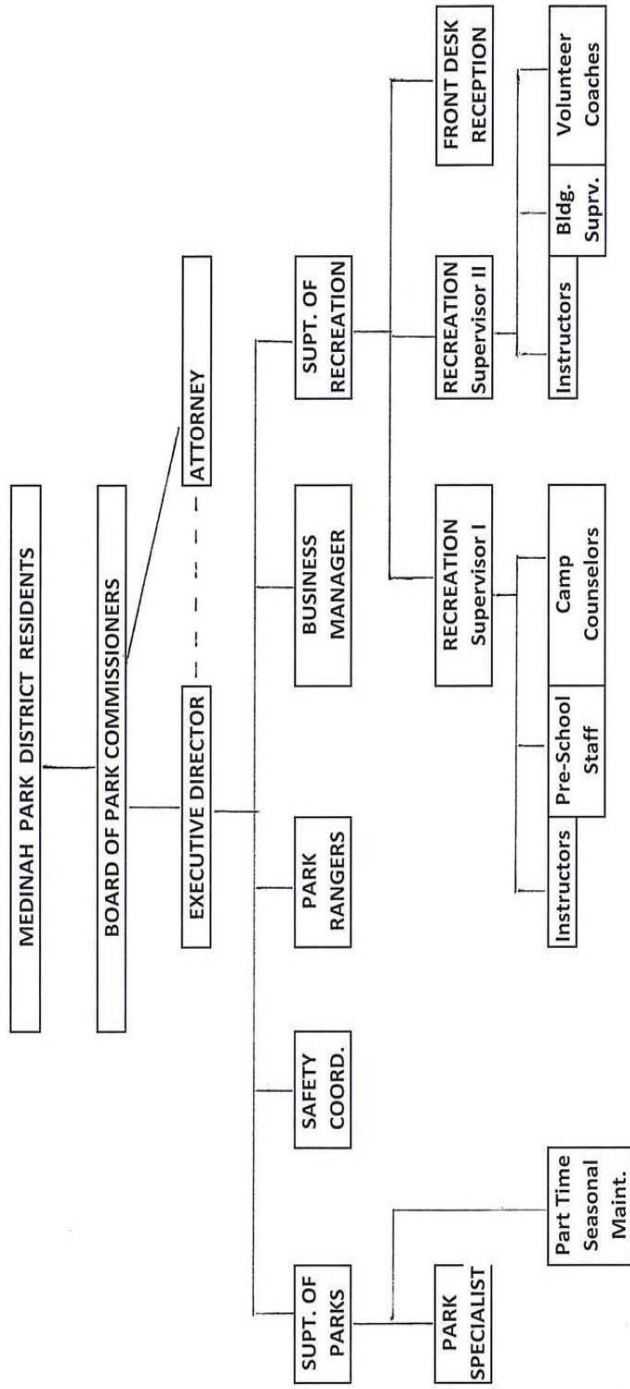 MEDINAH PARK DISTRICT RESIDENTS
BOARD OF PARK COMMISSIONERS
EXECUTIVE DIRECTOR
ATTORNEY
SUPT. OF
PARKS
SAFETY
COORD.
PARK
RANGERS
BUSINESS
MANAGER
SUPT. OF
RECREATION
PARK
SPECIALIST
RECREATION
Supervisor I
RECREATION
Supervisor II
FRONT DESK
RECEPTION
Part Time
Seasonal
Maint.
Instructors
Pre-School
Staff
Camp
Counselors
Instructors
Bldg.
Suprv.
Volunteer
Coaches